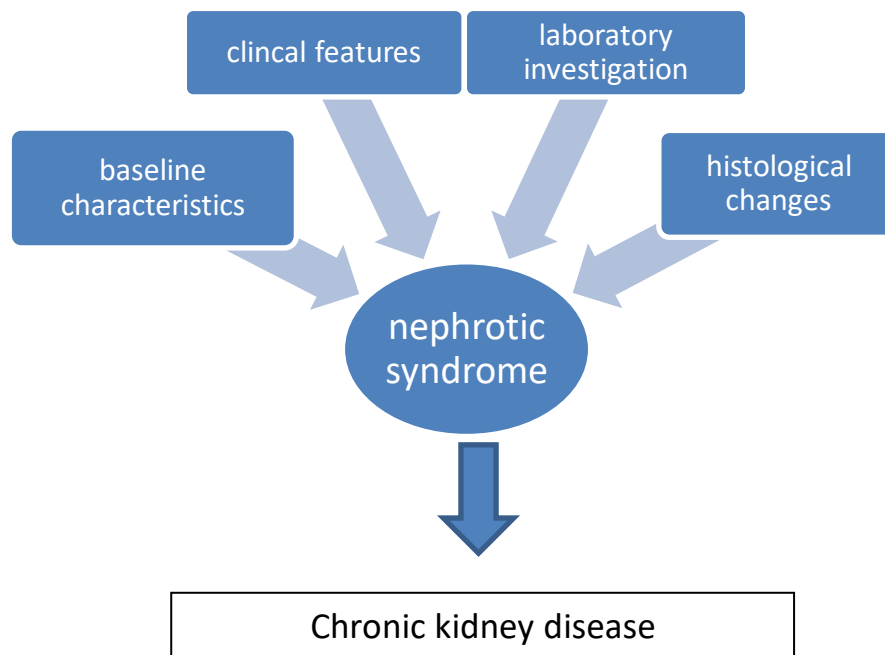 clincal features
laboratory
investigation
baseline
characteristics
histological
changes
nephrotic
syndrome
Chronic kidney disease